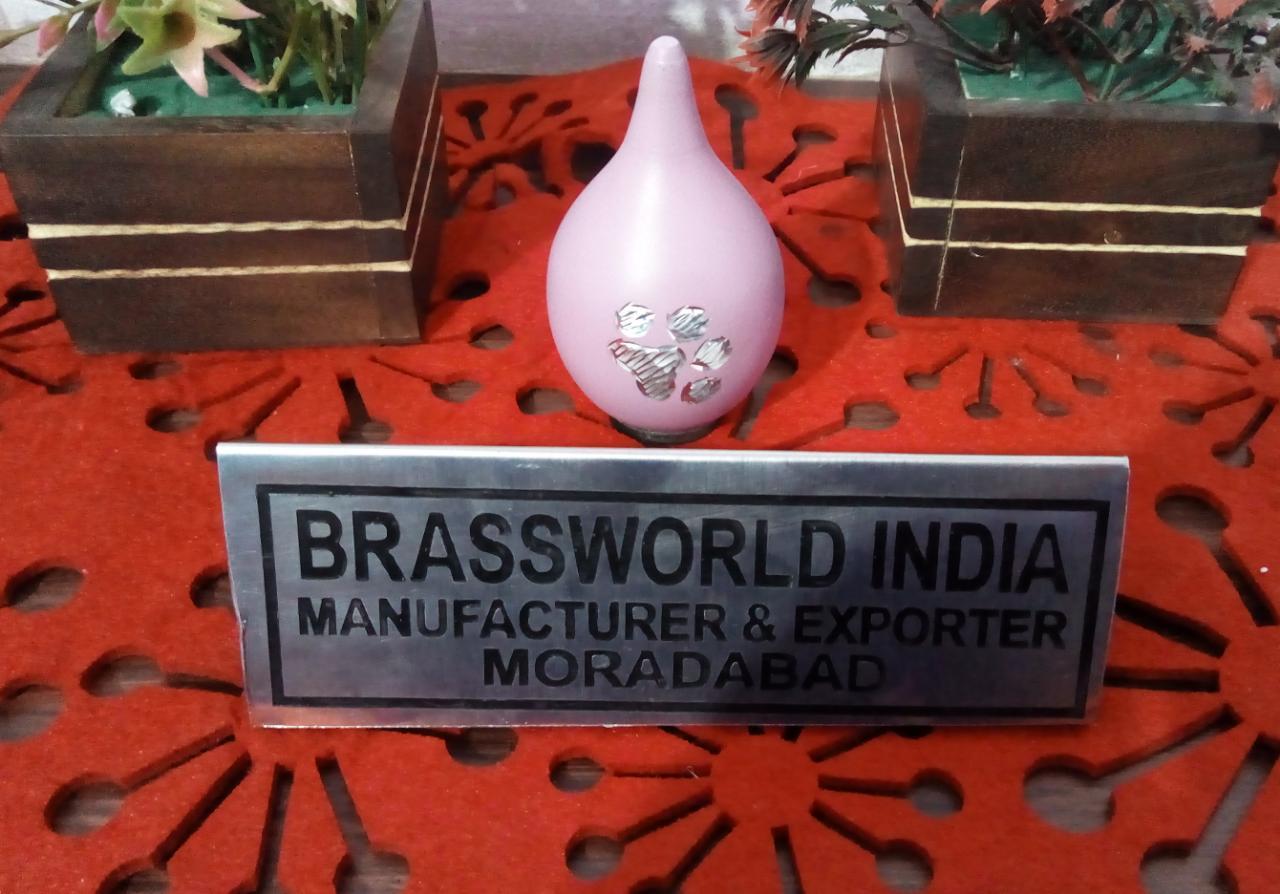 BRASSWORLD INDIA
MANUFACTURER & EXPORTER
MORADABAD